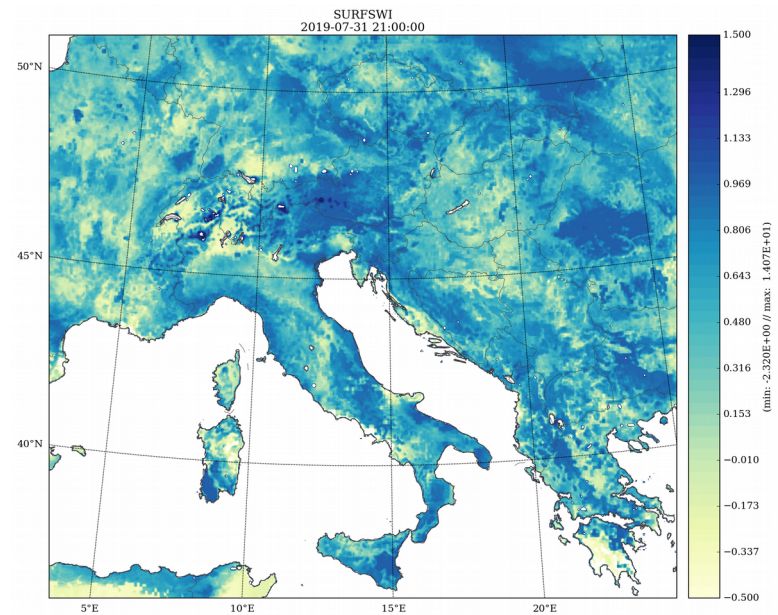 SURFSWI
2019-07-31 21:00:00
50°N
45°N
40°N
5°E
10°E
15°E
20°E
1.500
1.296
1.133
0.969
0.806
0.643
0.480
0.316
0.153
−0.010
−0.173
−0.337
−0.500
(min: -2.320E+00 // max: 1.407E+01)